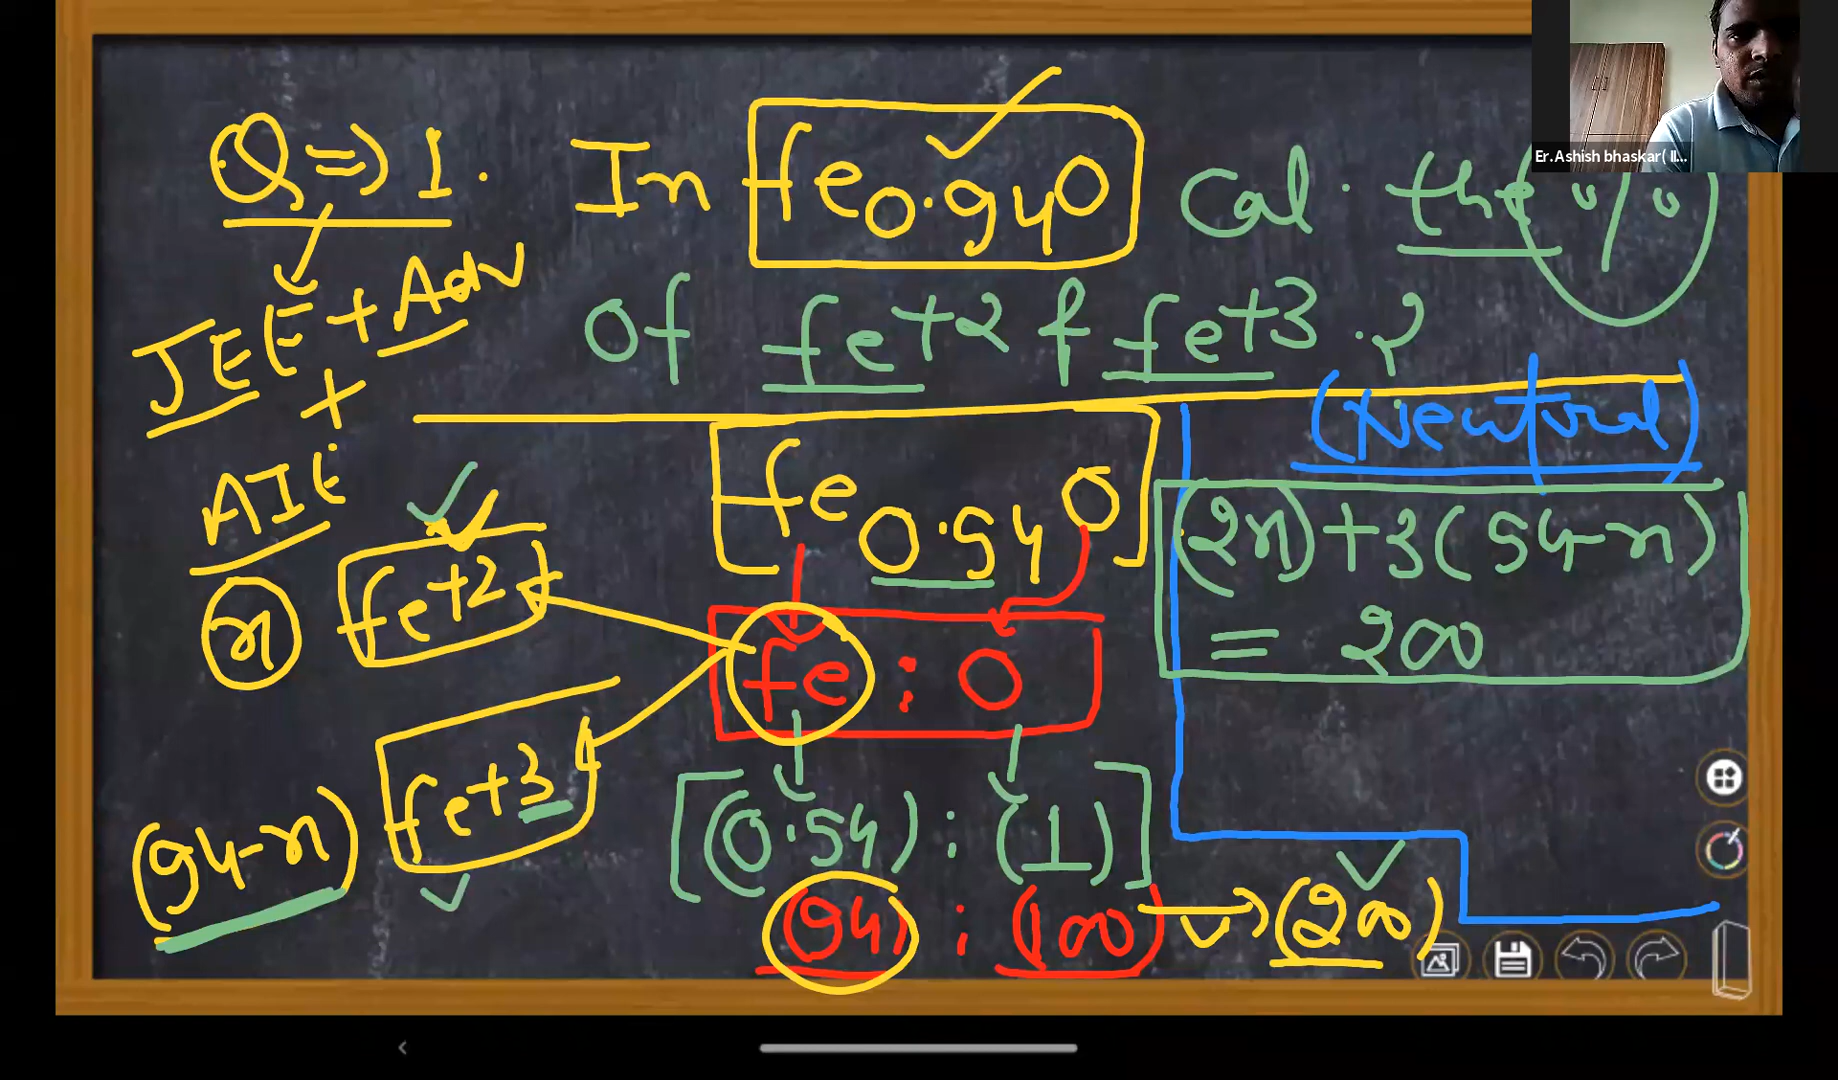 Q => 1. In fe0.94O Cal. the %
of fe+2 & fe+3 .?
JEE + Adv
+
AIE
Er.Ashish bhaskar( II...
(Neutral)
fe0.94O
fe+2
(x)
(2x) + 3(94-x)
= 200
fe : O
fe+3
(94-x)
(0.94) : (1)
(94) : (100) → (200)